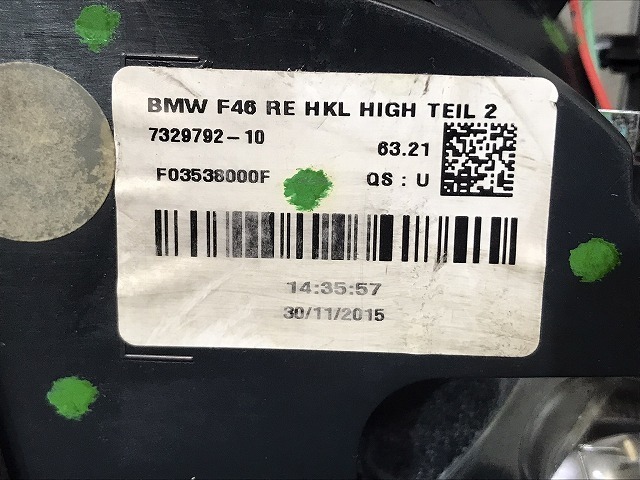 BMW F46 RE HKL HIGH TEIL 2
7329792-10
63.21
F03538000F
QS : U
14:35:57
30/11/2015